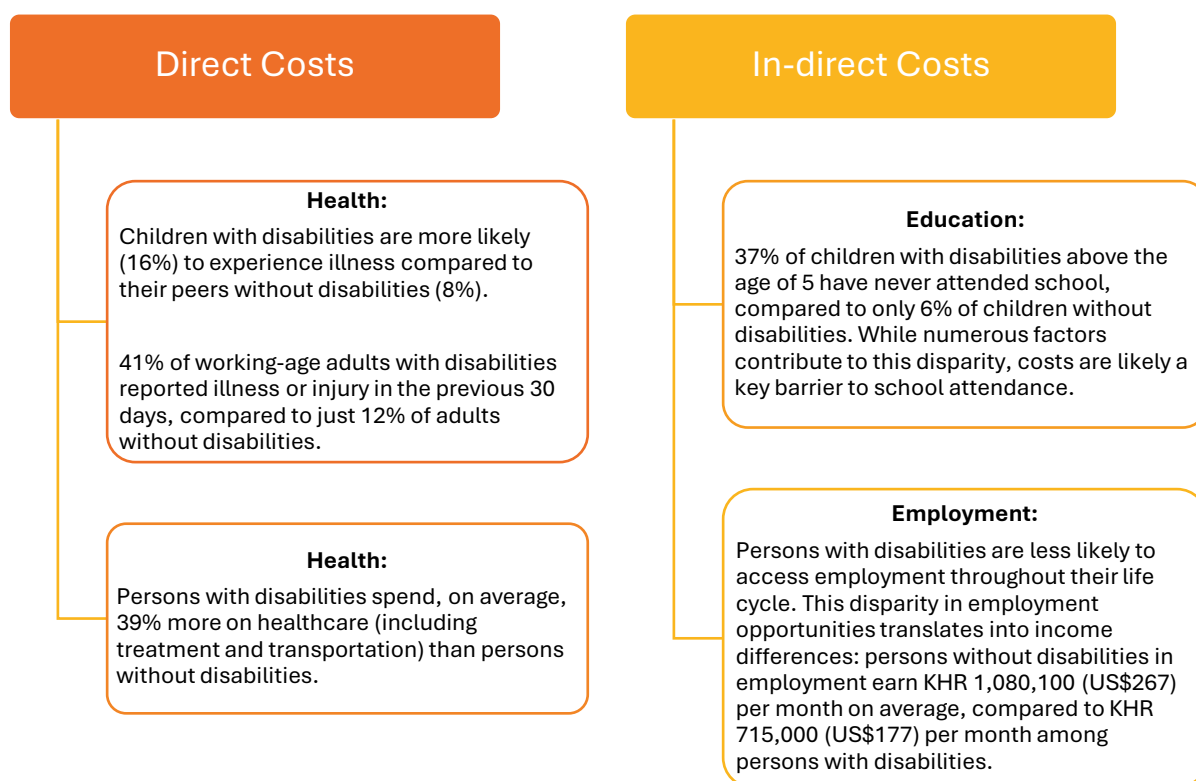 Direct Costs
Health:
Children with disabilities are more likely
(16%) to experience illness compared to
their peers without disabilities (8%).
41% of working-age adults with disabilities
reported illness or injury in the previous 30
days, compared to just 12% of adults
without disabilities.
Health:
Persons with disabilities spend, on average,
39% more on healthcare (including
treatment and transportation) than persons
without disabilities.
In-direct Costs
Education:
37% of children with disabilities above the
age of 5 have never attended school,
compared to only 6% of children without
disabilities. While numerous factors
contribute to this disparity, costs are likely a
key barrier to school attendance.
Employment:
Persons with disabilities are less likely to
access employment throughout their life
cycle. This disparity in employment
opportunities translates into income
differences: persons without disabilities in
employment earn KHR 1,080,100 (US$267)
per month on average, compared to KHR
715,000 (US$177) per month among
persons with disabilities.